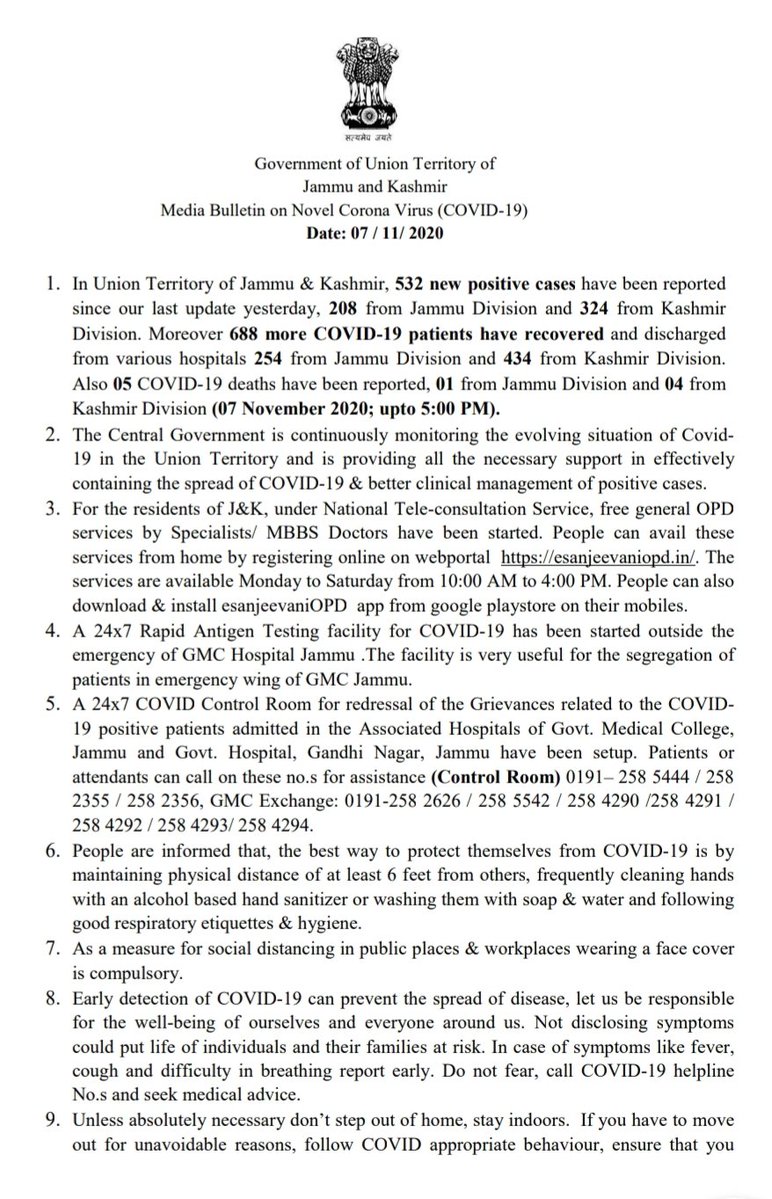 सत्यमेव जयते
Government of Union Territory of
Jammu and Kashmir
Media Bulletin on Novel Corona Virus (COVID-19)
Date: 07 / 11/ 2020
1. In Union Territory of Jammu & Kashmir, 532 new positive cases have been reported
since our last update yesterday, 208 from Jammu Division and 324 from Kashmir
Division. Moreover 688 more COVID-19 patients have recovered and discharged
from various hospitals 254 from Jammu Division and 434 from Kashmir Division.
Also 05 COVID-19 deaths have been reported, 01 from Jammu Division and 04 from
Kashmir Division (07 November 2020; upto 5:00 PM).
2. The Central Government is continuously monitoring the evolving situation of Covid-
19 in the Union Territory and is providing all the necessary support in effectively
containing the spread of COVID-19 & better clinical management of positive cases.
3. For the residents of J&K, under National Tele-consultation Service, free general OPD
services by Specialists/ MBBS Doctors have been started. People can avail these
services from home by registering online on webportal https://esanjeevaniopd.in/. The
services are available Monday to Saturday from 10:00 AM to 4:00 PM. People can also
download & install esanjeevaniOPD app from google playstore on their mobiles.
4. A 24x7 Rapid Antigen Testing facility for COVID-19 has been started outside the
emergency of GMC Hospital Jammu .The facility is very useful for the segregation of
patients in emergency wing of GMC Jammu.
5. A 24x7 COVID Control Room for redressal of the Grievances related to the COVID-
19 positive patients admitted in the Associated Hospitals of Govt. Medical College,
Jammu and Govt. Hospital, Gandhi Nagar, Jammu have been setup. Patients or
attendants can call on these no.s for assistance (Control Room) 0191– 258 5444 / 258
2355 / 258 2356, GMC Exchange: 0191-258 2626 / 258 5542 / 258 4290 /258 4291 /
258 4292 / 258 4293/ 258 4294.
6. People are informed that, the best way to protect themselves from COVID-19 is by
maintaining physical distance of at least 6 feet from others, frequently cleaning hands
with an alcohol based hand sanitizer or washing them with soap & water and following
good respiratory etiquettes & hygiene.
7. As a measure for social distancing in public places & workplaces wearing a face cover
is compulsory.
8. Early detection of COVID-19 can prevent the spread of disease, let us be responsible
for the well-being of ourselves and everyone around us. Not disclosing symptoms
could put life of individuals and their families at risk. In case of symptoms like fever,
cough and difficulty in breathing report early. Do not fear, call COVID-19 helpline
No.s and seek medical advice.
9. Unless absolutely necessary don’t step out of home, stay indoors. If you have to move
out for unavoidable reasons, follow COVID appropriate behaviour, ensure that you